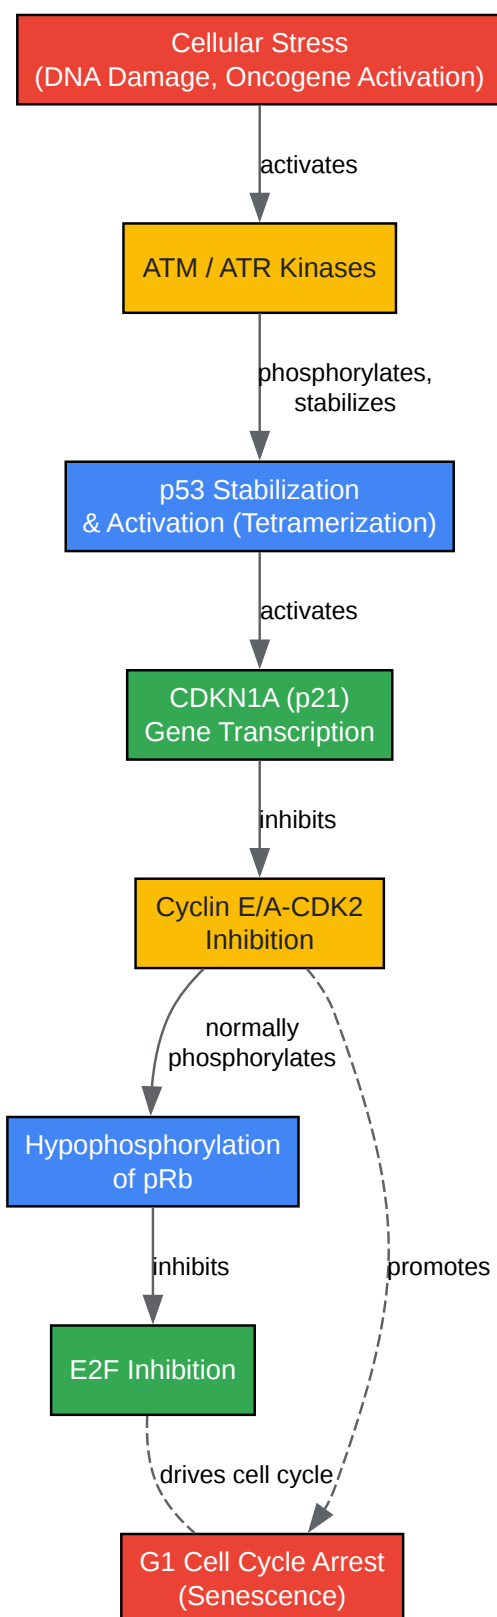 Cellular Stress
(DNA Damage, Oncogene Activation)
activates
ATM / ATR Kinases
phosphorylates,
stabilizes
p53 Stabilization
& Activation (Tetramerization)
activates
CDKN1A (p21)
Gene Transcription
inhibits
Cyclin E/A-CDK2
Inhibition
normally
phosphorylates
Hypophosphorylation
of pRb
inhibits
promotes
E2F Inhibition
drives cell cycle
G1 Cell Cycle Arrest
(Senescence)